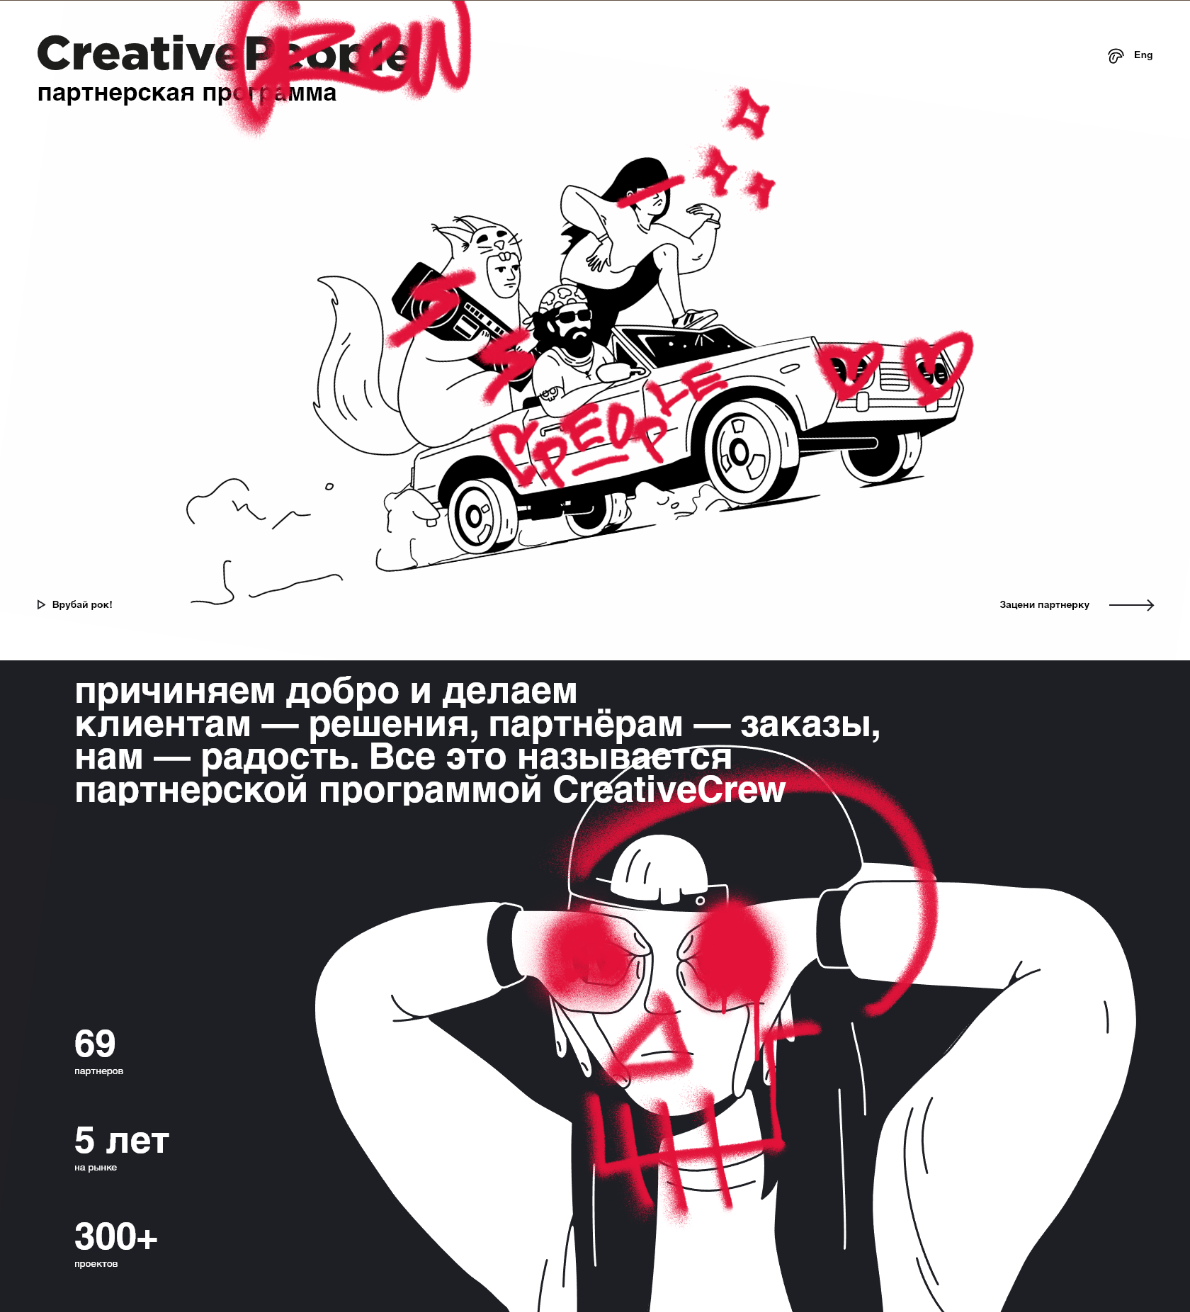 CreativePeople
Crew
партнерская программа
Eng
CPEOPLE
Врубай рок!
Зацени партнерку
причиняем добро и делаем
клиентам — решения, партнёрам — заказы,
нам — радость. Все это называется
партнерской программой CreativeCrew
69
партнеров
5 лет
на рынке
300+
проектов